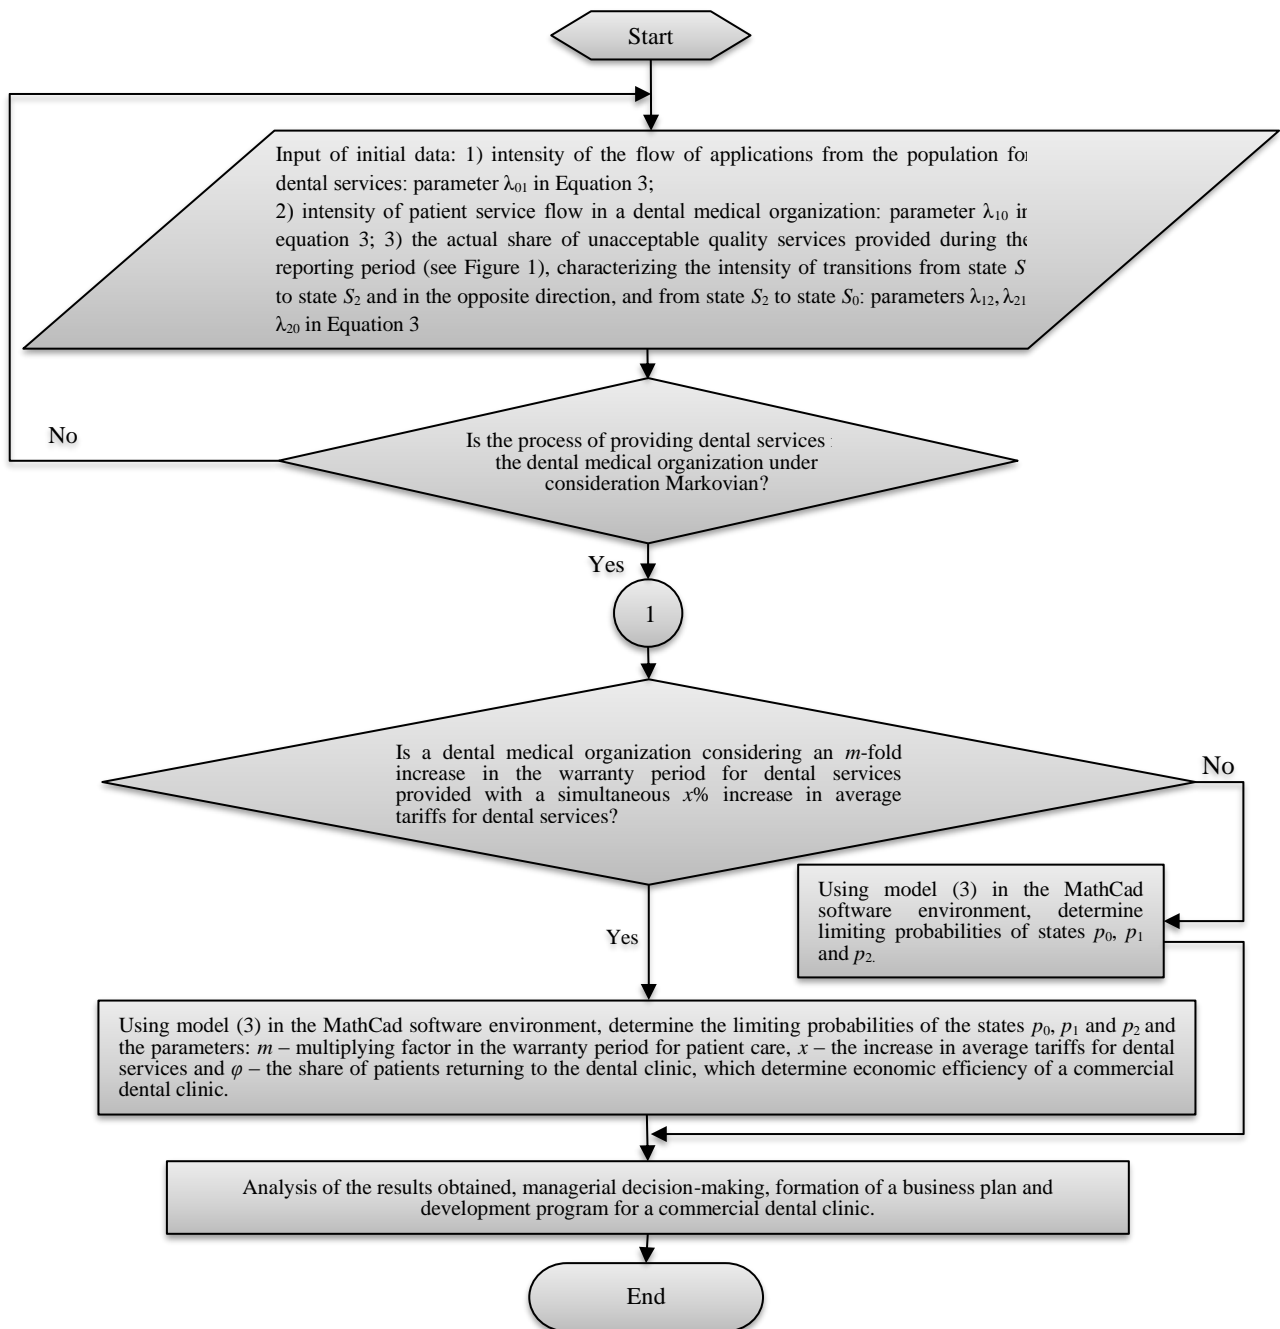 Start
Input of initial data: 1) intensity of the flow of applications from the population for
dental services: parameter λ₀₁ in Equation 3;
2) intensity of patient service flow in a dental medical organization: parameter λ₁₀ in
equation 3; 3) the actual share of unacceptable quality services provided during the
reporting period (see Figure 1), characterizing the intensity of transitions from state S
to state S₂ and in the opposite direction, and from state S₂ to state S₀: parameters λ₁₂, λ₂₁
λ₂₀ in Equation 3
No
Is the process of providing dental services
the dental medical organization under
consideration Markovian?
Yes
1
Is a dental medical organization considering an m-fold
increase in the warranty period for dental services
provided with a simultaneous x% increase in average
tariffs for dental services?
No
Using model (3) in the MathCad
software environment, determine
limiting probabilities of states p₀, p₁
and p₂.
Yes
Using model (3) in the MathCad software environment, determine the limiting probabilities of the states p₀, p₁ and p₂ and
the parameters: m – multiplying factor in the warranty period for patient care, x – the increase in average tariffs for dental
services and φ – the share of patients returning to the dental clinic, which determine economic efficiency of a commercial
dental clinic.
Analysis of the results obtained, managerial decision-making, formation of a business plan and
development program for a commercial dental clinic.
End